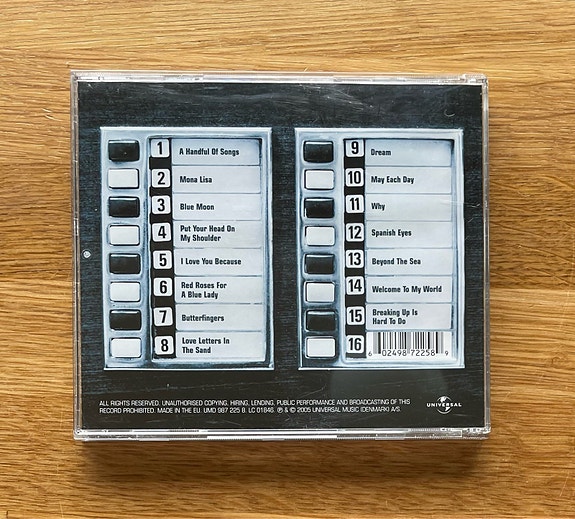 1 A Handful Of Songs
2 Mona Lisa
3 Blue Moon
4 Put Your Head On
My Shoulder
5 I Love You Because
6 Red Roses For
A Blue Lady
7 Butterfingers
8 Love Letters In
The Sand
9 Dream
10 May Each Day
11 Why
12 Spanish Eyes
13 Beyond The Sea
14 Welcome To My World
15 Breaking Up Is
Hard To Do
16
6 02498 72258 9
ALL RIGHTS RESERVED. UNAUTHORISED COPYING, HIRING, LENDING, PUBLIC PERFORMANCE AND BROADCASTING OF THIS
RECORD PROHIBITED. MADE IN THE EU. UMD 987 225 8. LC 01846. ℗ & © 2005 UNIVERSAL MUSIC (DENMARK) A/S.
UNIVERSAL